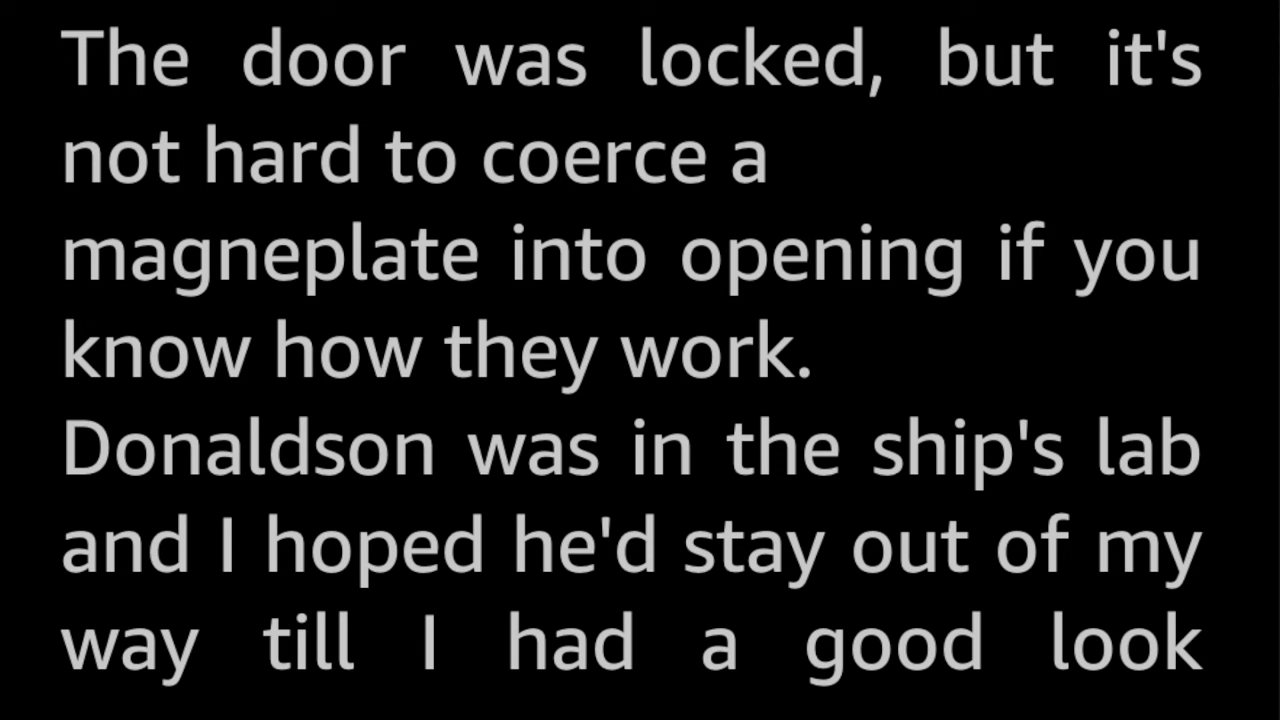 The door was locked, but it's
not hard to coerce a
magneplate into opening if you
know how they work.
Donaldson was in the ship's lab
and I hoped he'd stay out of my
way till I had a good look